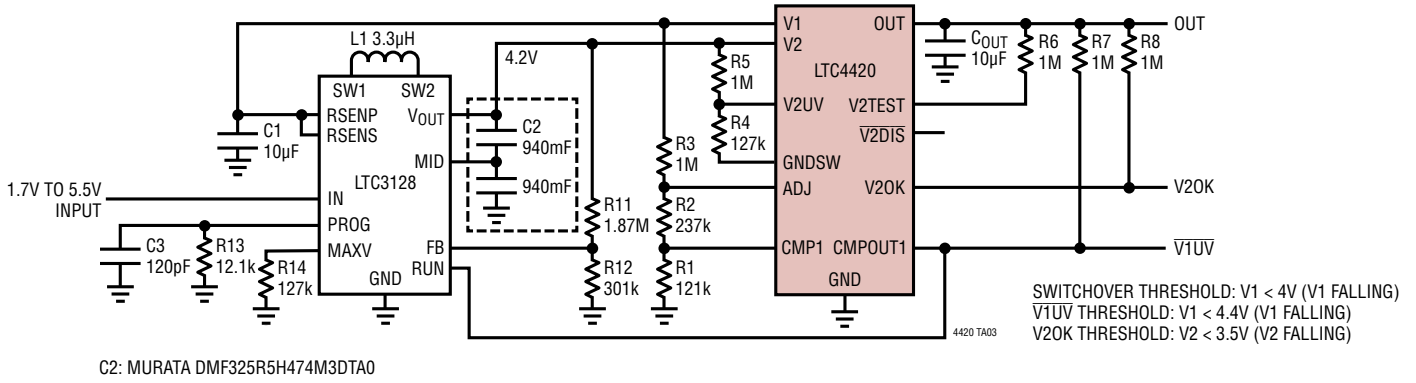 L1 3.3µH
SW1
SW2
RSENP
RSENS
VOUT
MID
LTC3128
IN
PROG
MAXV
FB
RUN
GND
C1
10µF
1.7V TO 5.5V
INPUT
C3
120pF
R13
12.1k
R14
127k
4.2V
C2
940mF
940mF
R11
1.87M
R12
301k
R5
1M
R4
127k
R3
1M
R2
237k
R1
121k
V1
OUT
V2
LTC4420
V2UV
V2TEST
V2DIS
GNDSW
ADJ
V2OK
CMP1
CMPOUT1
GND
COUT
10µF
R6
1M
R7
1M
R8
1M
OUT
V2OK
V1UV
4420 TA03
SWITCHOVER THRESHOLD: V1 < 4V (V1 FALLING)
V1UV THRESHOLD: V1 < 4.4V (V1 FALLING)
V2OK THRESHOLD: V2 < 3.5V (V2 FALLING)
C2: MURATA DMF325R5H474M3DTA0